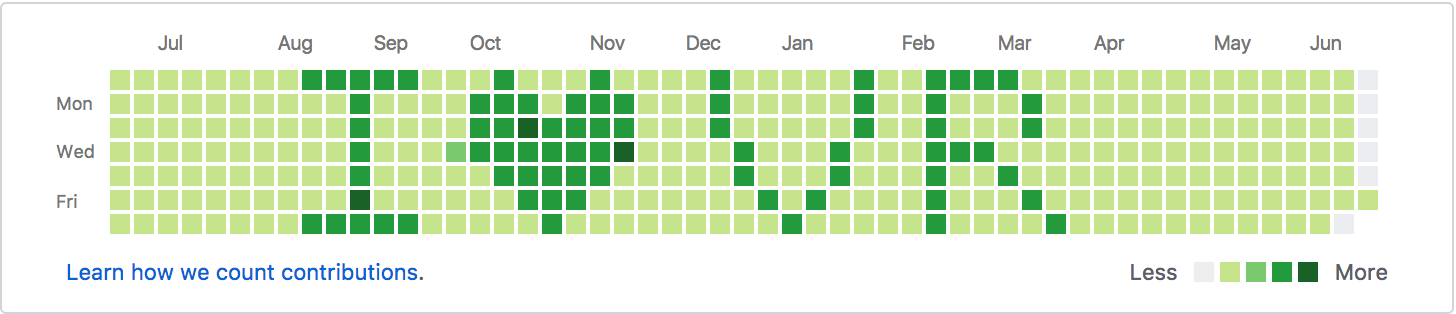 Jul Aug Sep Oct Nov Dec Jan Feb Mar Apr May Jun
I ♥ VR
Mon
Wed
Fri
Learn how we count contributions. Less More